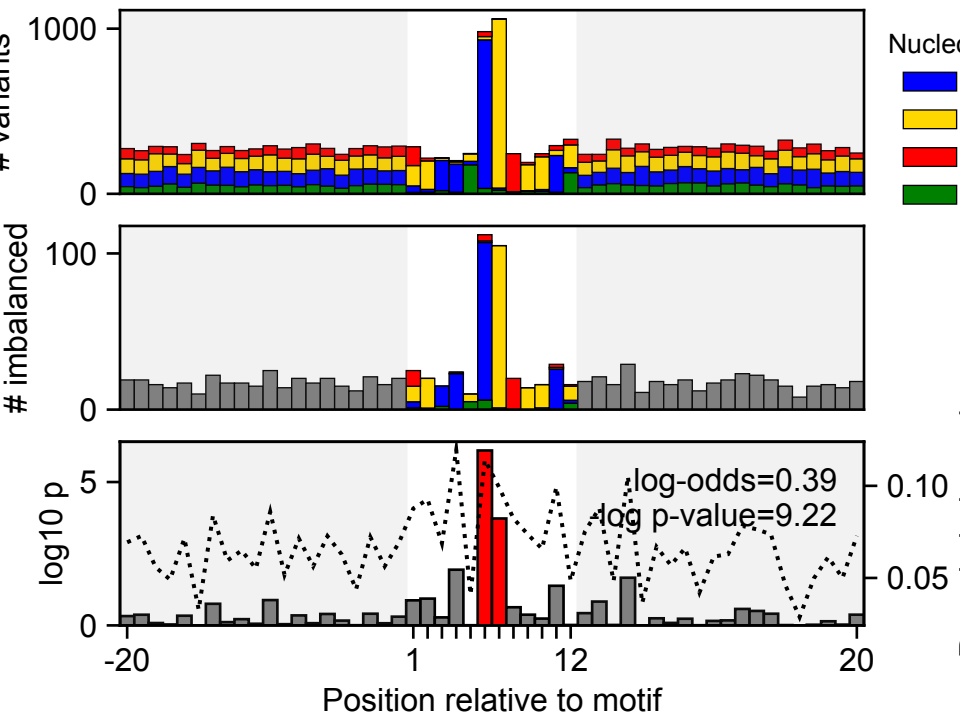 1000
0
# variants
100
0
# imbalanced
5
0
log10 p
log-odds=0.39
log p-value=9.22
0.10
0.05
-20
1
12
20
Position relative to motif